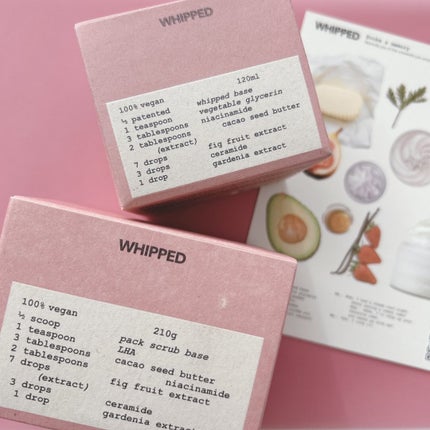 WHIPPED
120ml
100% vegan
½ patented whipped base
1 teaspoon vegetable glycerin
3 tablespoons niacinamide
2 tablespoons cacao seed butter
(extract)
7 drops fig fruit extract
3 drops ceramide
1 drop gardenia extract
WHIPPED
WHIPPED
210g
100% vegan
½ scoop pack scrub base
1 teaspoon LHA
3 tablespoons cacao seed butter
2 tablespoons niacinamide
7 drops fig fruit extract
(extract)
3 drops ceramide
1 drop gardenia extract